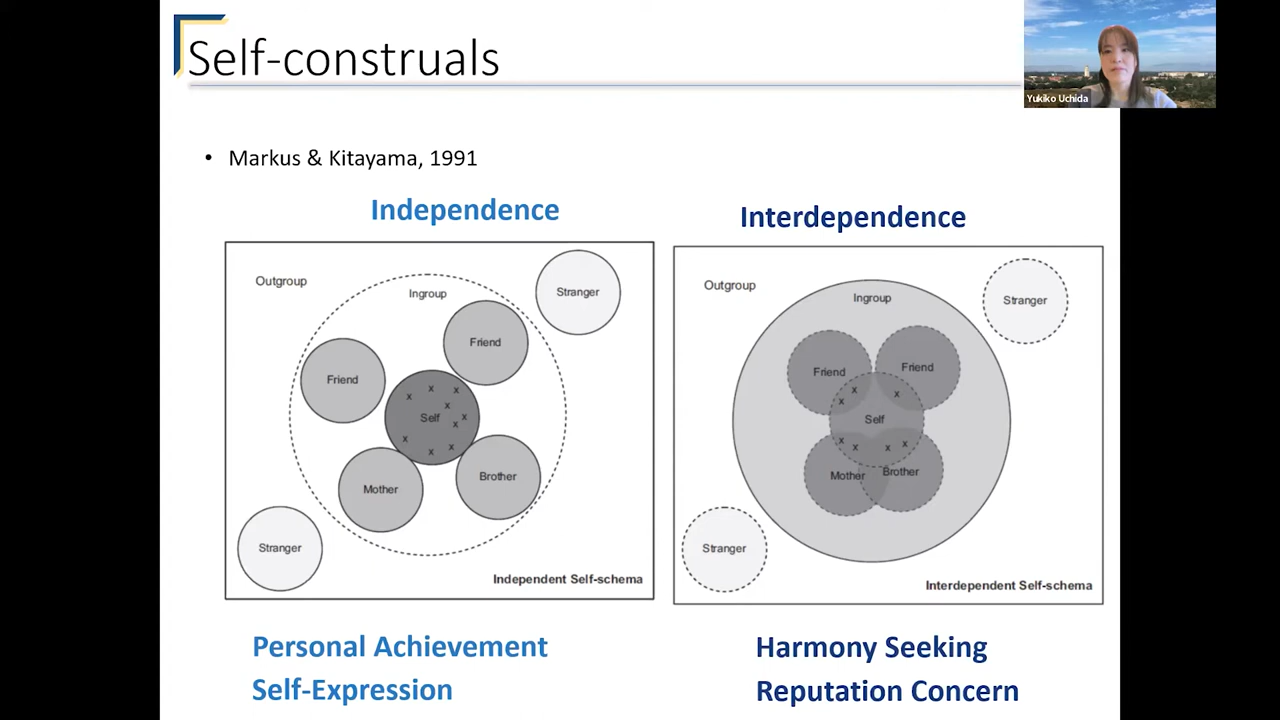 Self-construals
Yukiko Uchida
• Markus & Kitayama, 1991
Independence
Outgroup
Ingroup
Stranger
Friend
Friend
x x x
x
x x
Self
x
x x
Mother
Brother
Stranger
Independent Self-schema
Personal Achievement
Self-Expression
Interdependence
Outgroup
Ingroup
Stranger
Friend
Friend
x x
x
Self
x x
x x
Mother
Brother
Stranger
Interdependent Self-schema
Harmony Seeking
Reputation Concern